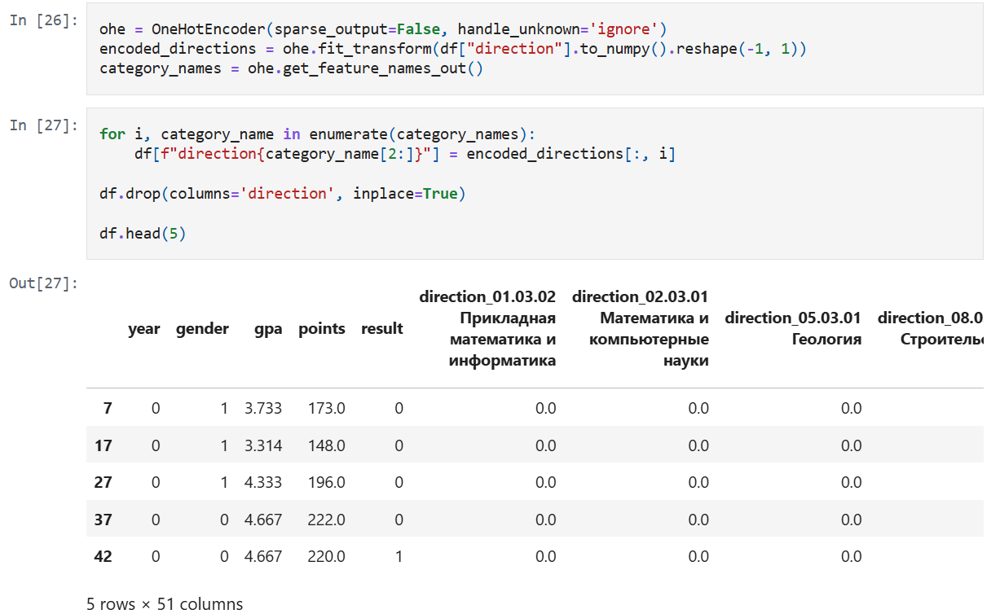 In [26]:
ohe = OneHotEncoder(sparse_output=False, handle_unknown='ignore')
encoded_directions = ohe.fit_transform(df["direction"].to_numpy().reshape(-1, 1))
category_names = ohe.get_feature_names_out()
In [27]:
for i, category_name in enumerate(category_names):
    df[f"direction{category_name[2:]}"] = encoded_directions[:, i]
df.drop(columns='direction', inplace=True)
df.head(5)
Out[27]:
year gender gpa points result direction_01.03.02 Прикладная математика и информатика direction_02.03.01 Математика и компьютерные науки direction_05.03.01 Геология direction_08.0 Строительс
7 0 1 3.733 173.0 0 0.0 0.0 0.0
17 0 1 3.314 148.0 0 0.0 0.0 0.0
27 0 1 4.333 196.0 0 0.0 0.0 0.0
37 0 0 4.667 222.0 0 0.0 0.0 0.0
42 0 0 4.667 220.0 1 0.0 0.0 0.0
5 rows × 51 columns